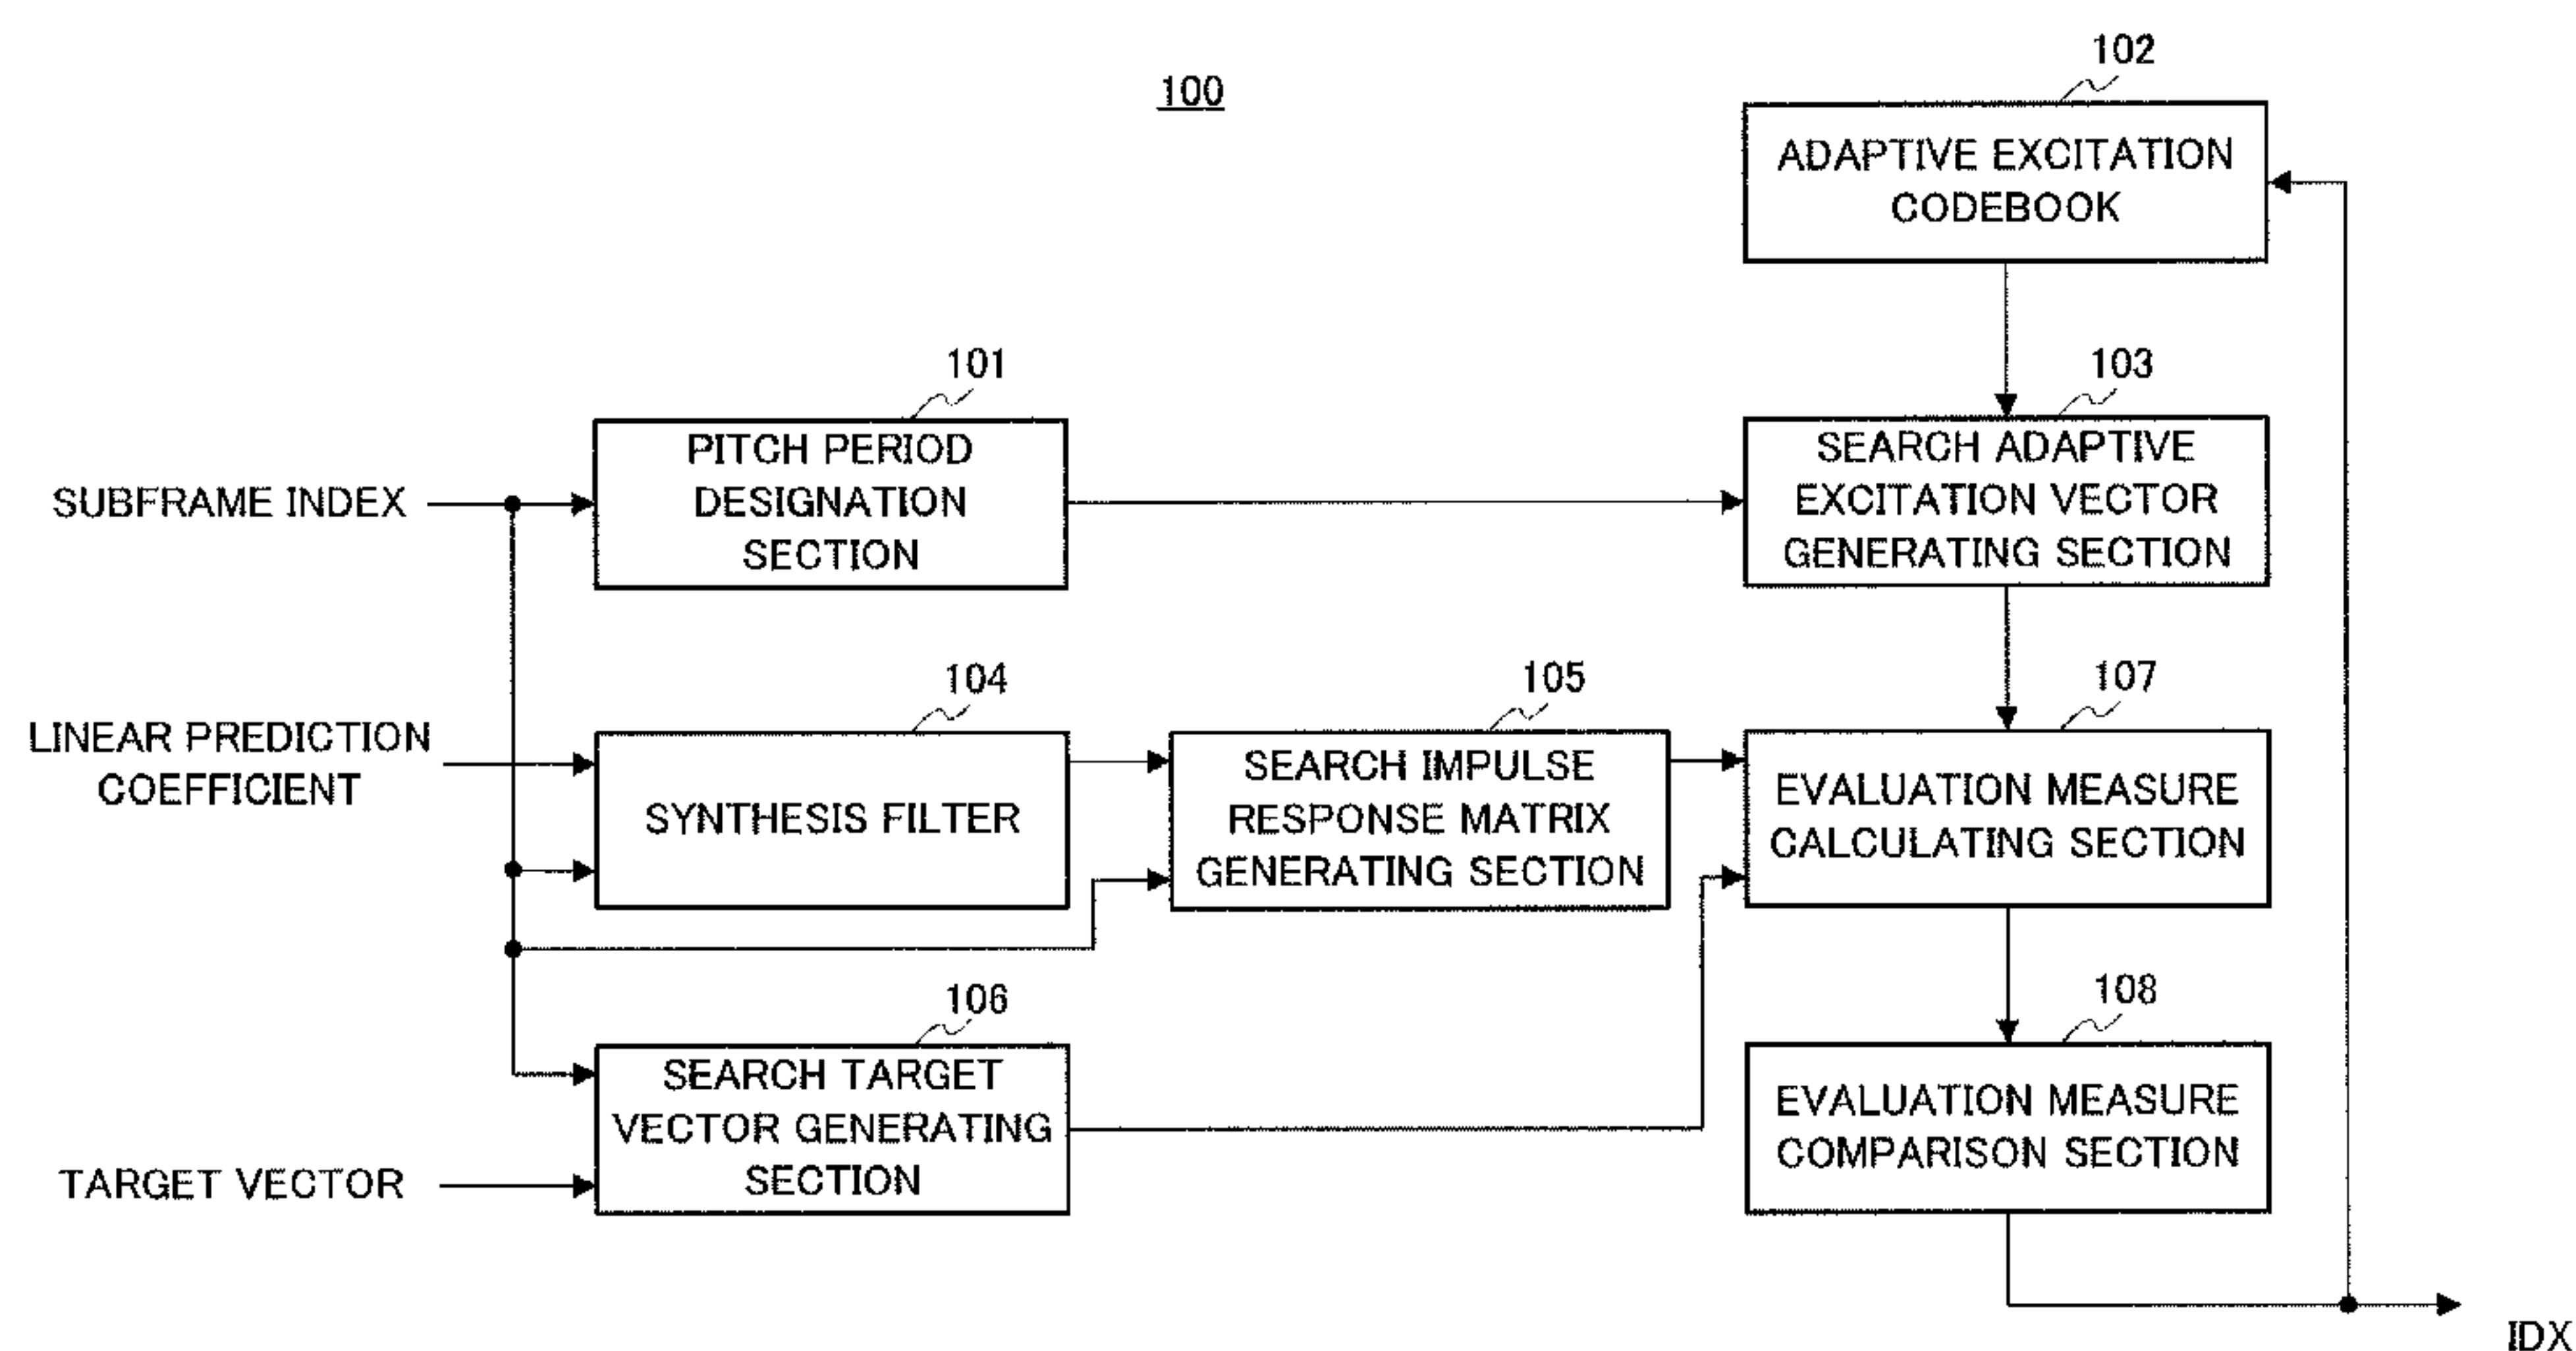 100
102
ADAPTIVE EXCITATION
CODEBOOK
101
103
PITCH PERIOD
DESIGNATION
SECTION
SEARCH ADAPTIVE
EXCITATION VECTOR
GENERATING SECTION
SUBFRAME INDEX
104
105
107
LINEAR PREDICTION
COEFFICIENT
SYNTHESIS FILTER
SEARCH IMPULSE
RESPONSE MATRIX
GENERATING SECTION
EVALUATION MEASURE
CALCULATING SECTION
106
108
SEARCH TARGET
VECTOR GENERATING
SECTION
EVALUATION MEASURE
COMPARISON SECTION
TARGET VECTOR
IDX